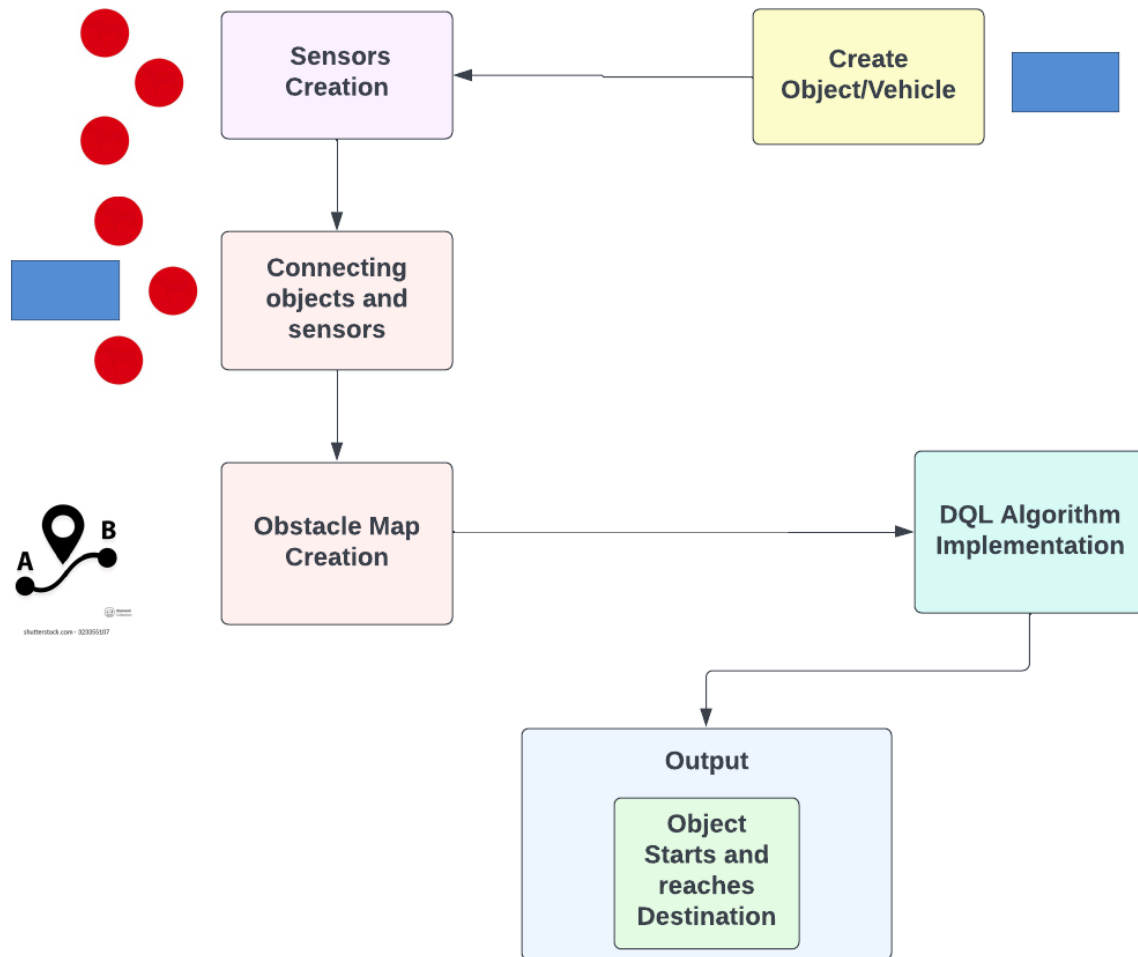 Sensors
Creation
Create
Object/Vehicle
Connecting
objects and
sensors
Obstacle Map
Creation
A
B
shutterstock.com - 323355107
DQL Algorithm
Implementation
Output
Object
Starts and
reaches
Destination